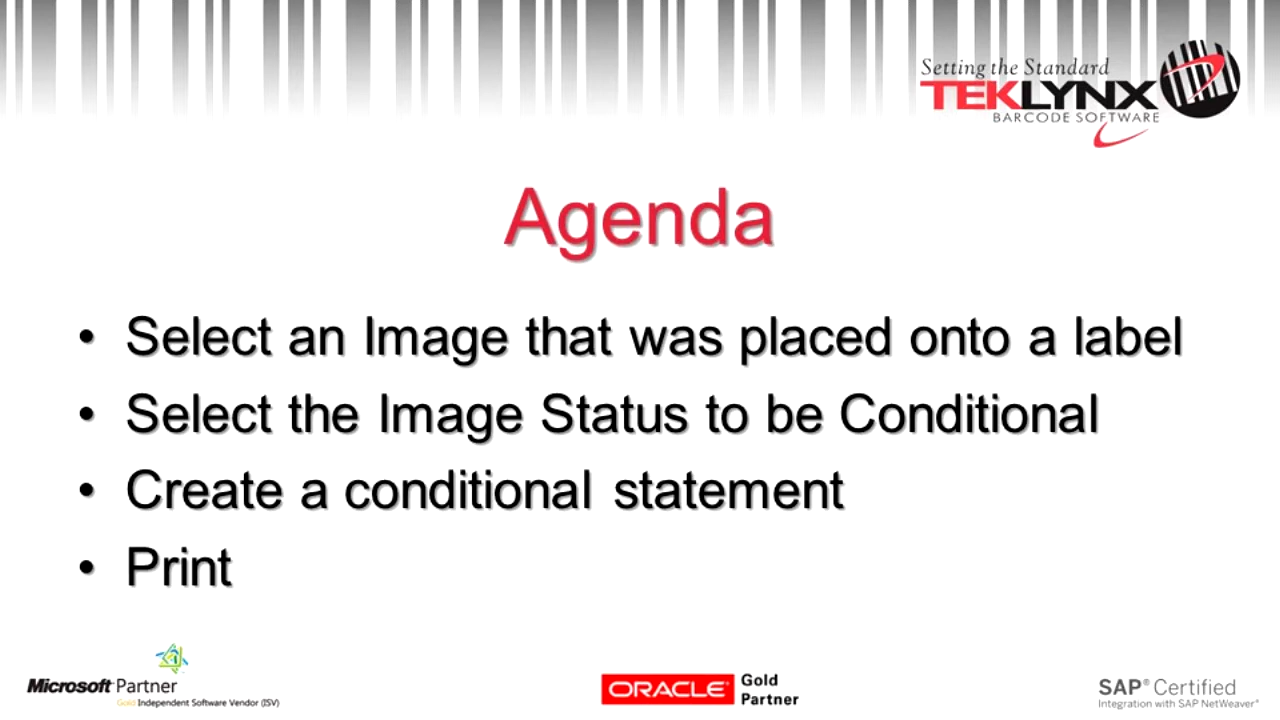 Setting the Standard
TEKLYNX
BARCODE SOFTWARE
Agenda
• Select an Image that was placed onto a label
• Select the Image Status to be Conditional
• Create a conditional statement
• Print
Microsoft Partner
Gold Independent Software Vendor (ISV)
ORACLE® Gold
Partner
SAP® Certified
Integration with SAP NetWeaver®